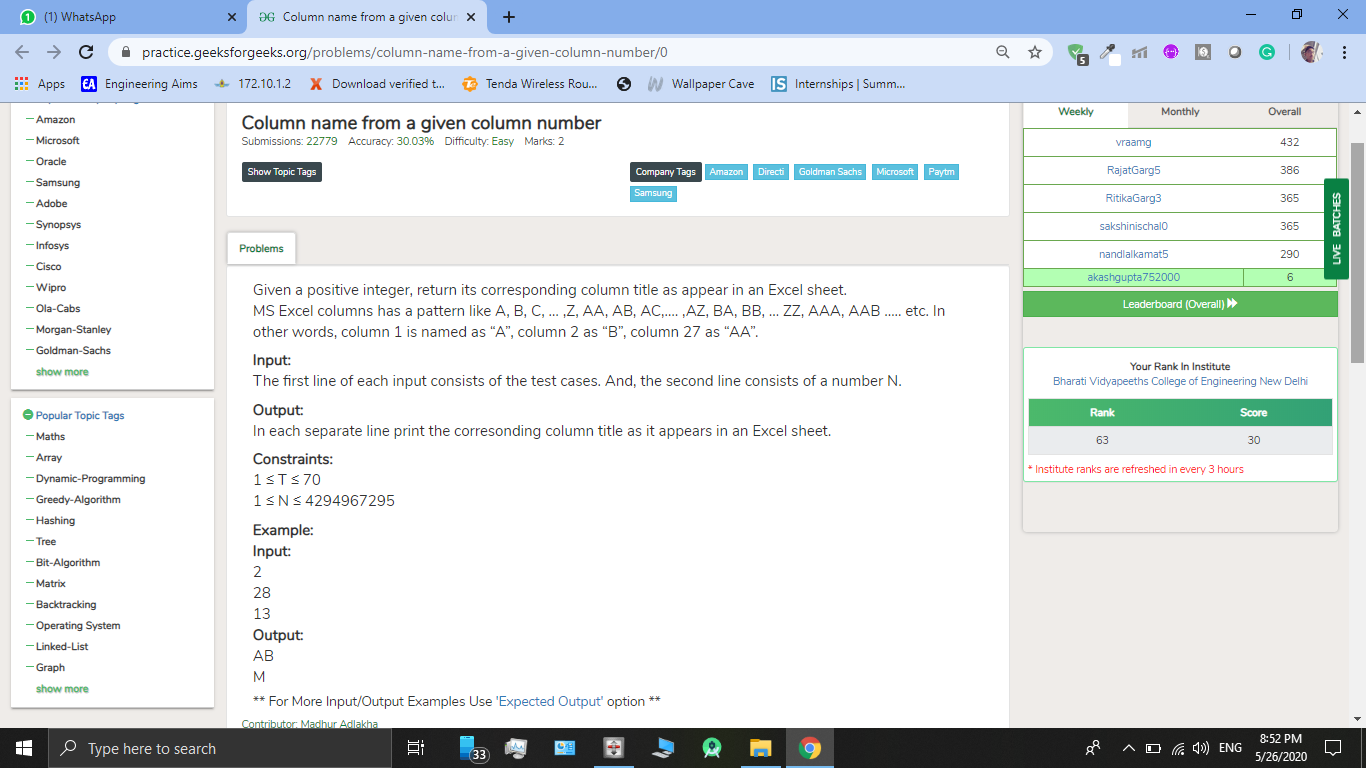 (1) WhatsApp
Column name from a given colur
practice.geeksforgeeks.org/problems/column-name-from-a-given-column-number/0
5
Apps
EA Engineering Aims
172.10.1.2
X Download verified t...
Tenda Wireless Rou...
Wallpaper Cave
IS Internships | Summ...
Amazon
Microsoft
Oracle
Samsung
Adobe
Synopsys
Infosys
Cisco
Wipro
Ola-Cabs
Morgan-Stanley
Goldman-Sachs
show more
Popular Topic Tags
Maths
Array
Dynamic-Programming
Greedy-Algorithm
Hashing
Tree
Bit-Algorithm
Matrix
Backtracking
Operating System
Linked-List
Graph
show more
Column name from a given column number
Submissions: 22779 Accuracy: 30.03% Difficulty: Easy Marks: 2
Show Topic Tags
Company Tags Amazon Directi Goldman Sachs Microsoft Paytm
Samsung
Problems
Given a positive integer, return its corresponding column title as appear in an Excel sheet.
MS Excel columns has a pattern like A, B, C, … ,Z, AA, AB, AC,…. ,AZ, BA, BB, … ZZ, AAA, AAB ….. etc. In
other words, column 1 is named as “A”, column 2 as “B”, column 27 as “AA”.
Input:
The first line of each input consists of the test cases. And, the second line consists of a number N.
Output:
In each separate line print the corresonding column title as it appears in an Excel sheet.
Constraints:
1 ≤ T ≤ 70
1 ≤ N ≤ 4294967295
Example:
Input:
2
28
13
Output:
AB
M
** For More Input/Output Examples Use 'Expected Output' option **
Contributor: Madhur Adlakha
Weekly Monthly Overall
vraamg 432
RajatGarg5 386
RitikaGarg3 365
sakshinischal0 365
nandlalkamat5 290
akashgupta752000 6
Leaderboard (Overall)
LIVE BATCHES
Your Rank In Institute
Bharati Vidyapeeths College of Engineering New Delhi
Rank Score
63 30
* Institute ranks are refreshed in every 3 hours
Type here to search
33
ENG
8:52 PM
5/26/2020